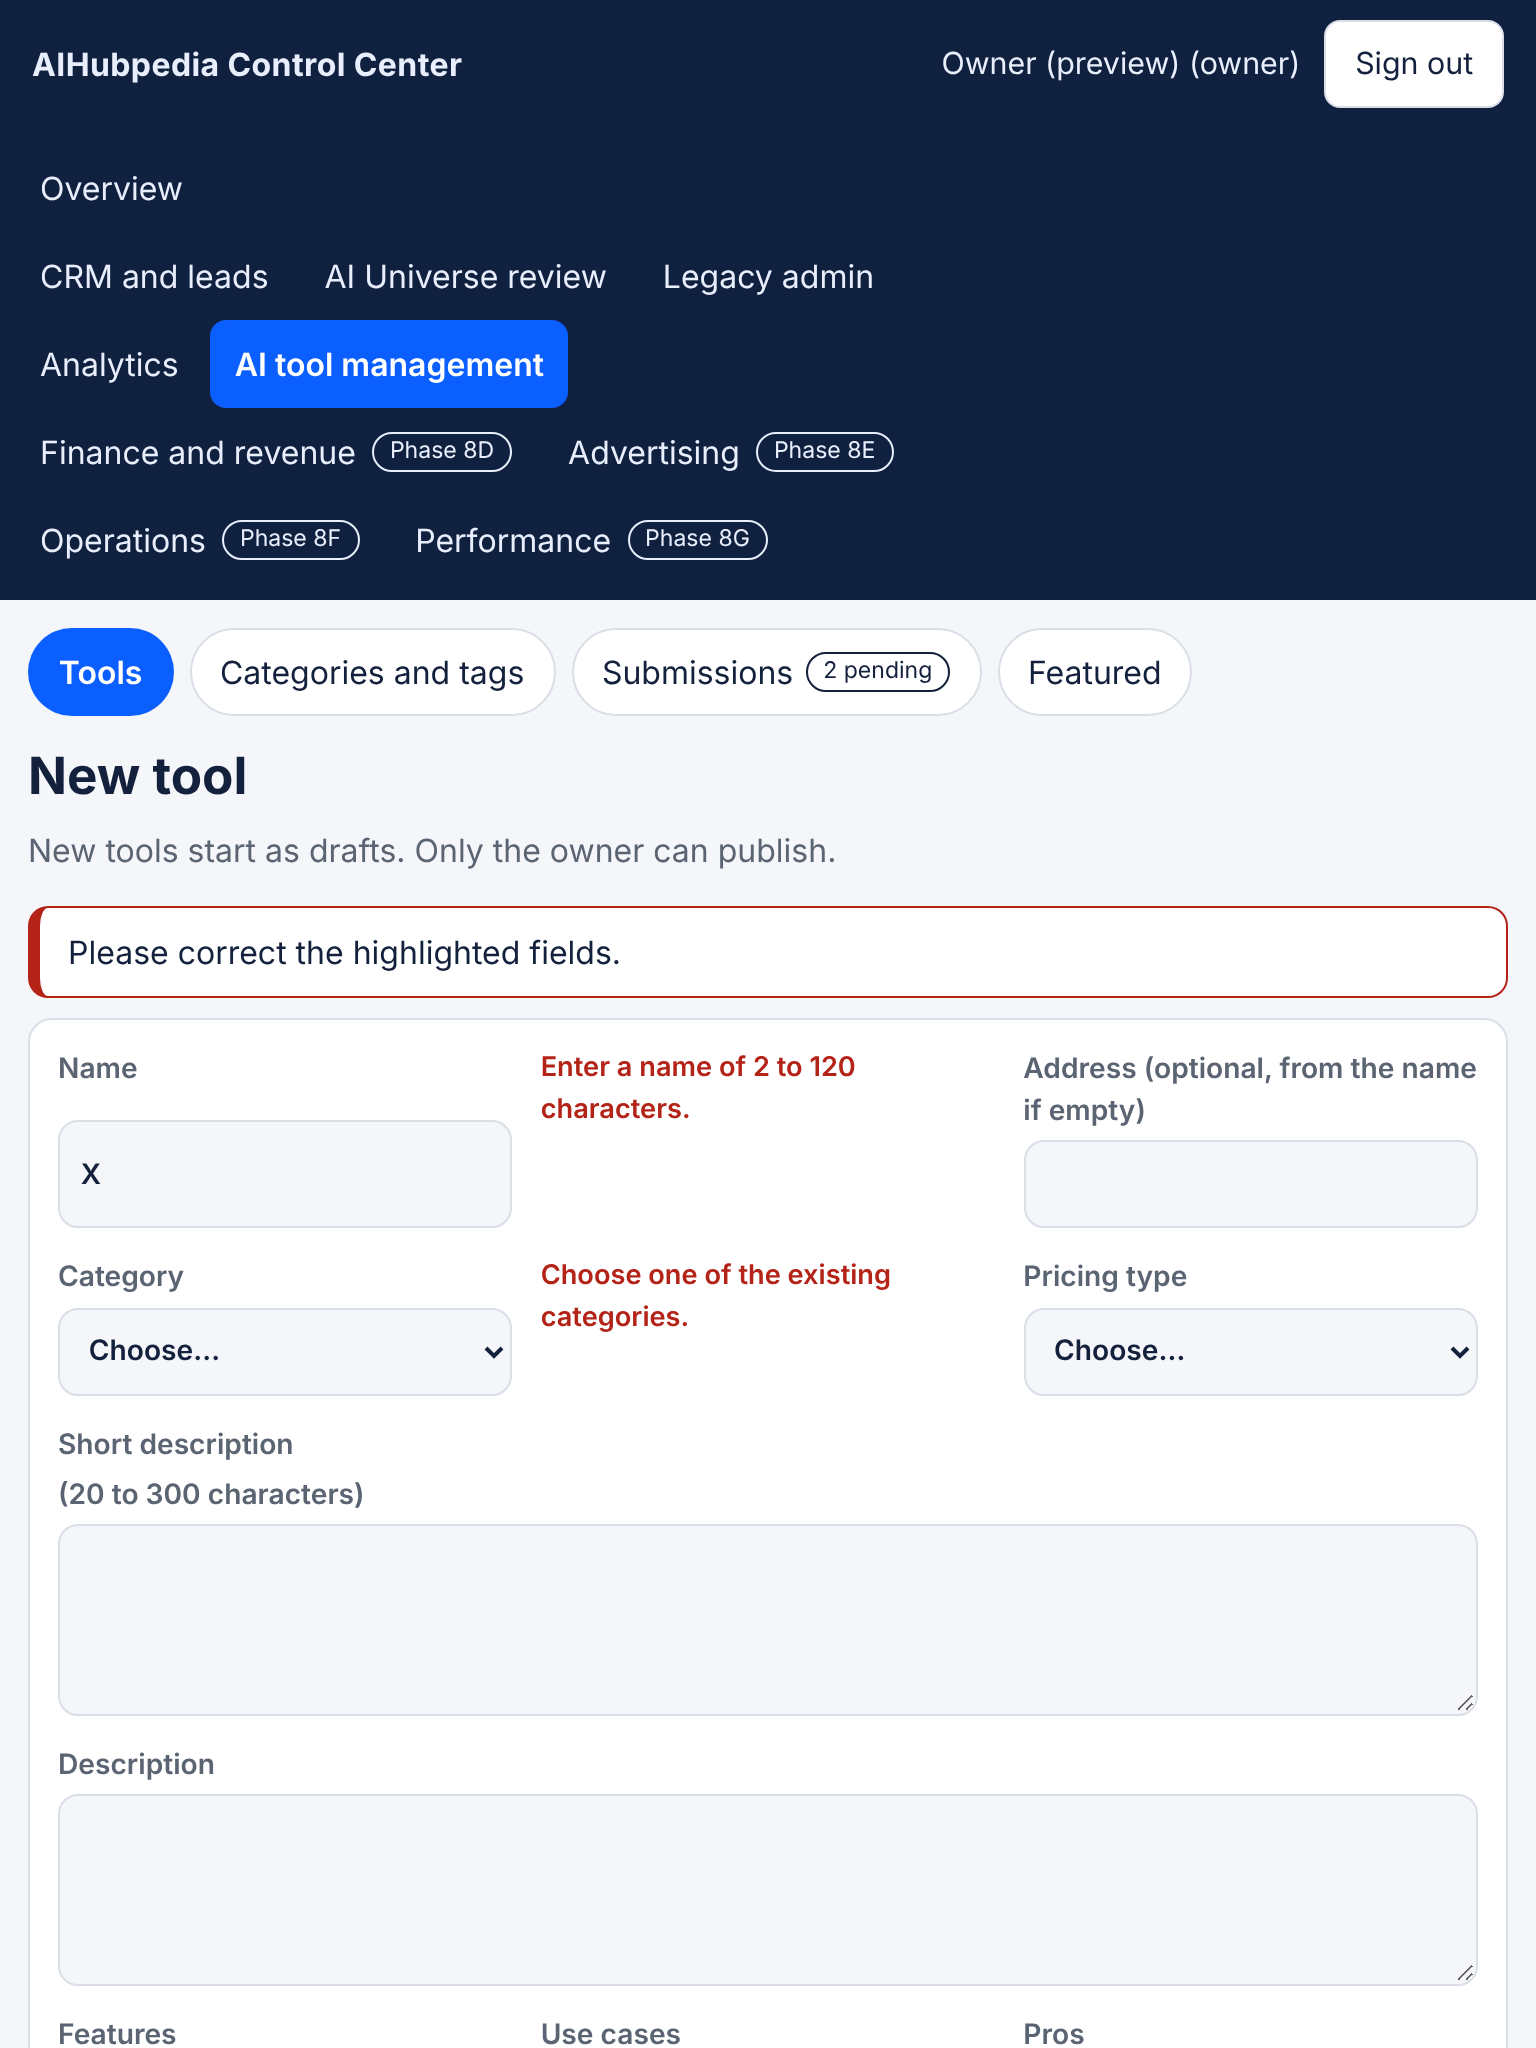 AIHubpedia Control Center
Owner (preview) (owner)
Sign out
Overview
CRM and leads AI Universe review Legacy admin
Analytics AI tool management
Finance and revenue Phase 8D Advertising Phase 8E
Operations Phase 8F Performance Phase 8G
Tools Categories and tags Submissions 2 pending Featured
New tool
New tools start as drafts. Only the owner can publish.
Please correct the highlighted fields.
Name
X
Enter a name of 2 to 120
characters.
Address (optional, from the name
if empty)
Category
Choose...
Choose one of the existing
categories.
Pricing type
Choose...
Short description
(20 to 300 characters)
Description
Features Use cases Pros